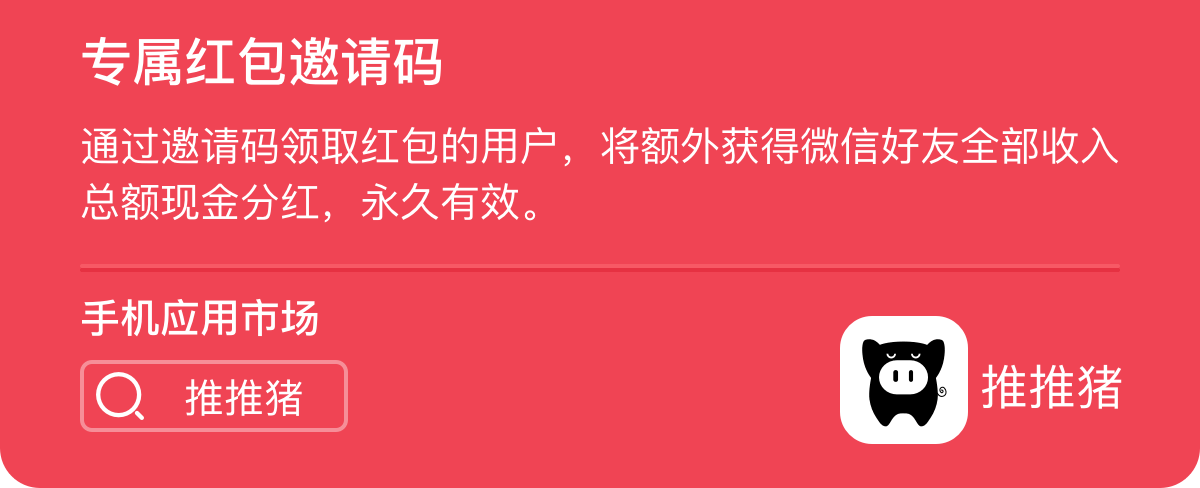 专属红包邀请码
通过邀请码领取红包的用户，将额外获得微信好友全部收入
总额现金分红，永久有效。
手机应用市场
推推猪
推推猪